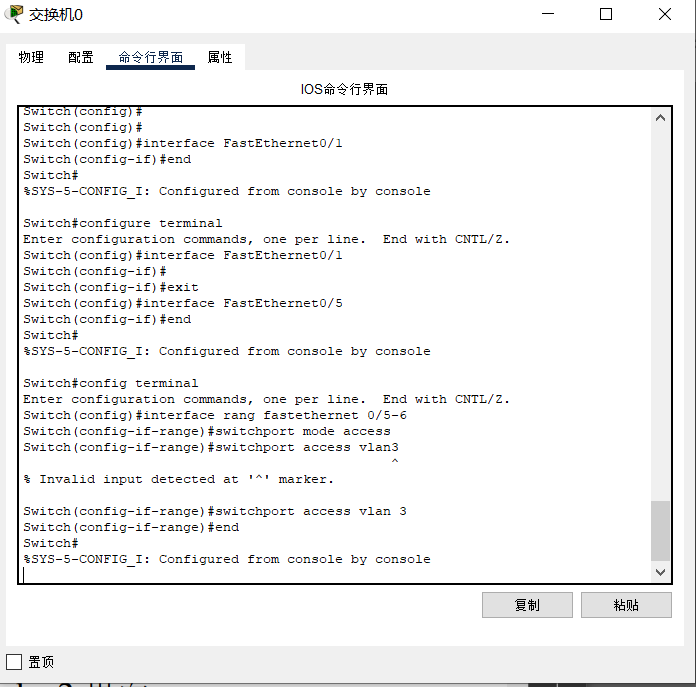 交换机0
物理 配置 命令行界面 属性
IOS命令行界面
Switch(config)#
Switch(config)#
Switch(config)#interface FastEthernet0/1
Switch(config-if)#end
Switch#
%SYS-5-CONFIG_I: Configured from console by console
Switch#configure terminal
Enter configuration commands, one per line.  End with CNTL/Z.
Switch(config)#interface FastEthernet0/1
Switch(config-if)#
Switch(config-if)#exit
Switch(config)#interface FastEthernet0/5
Switch(config-if)#end
Switch#
%SYS-5-CONFIG_I: Configured from console by console
Switch#config terminal
Enter configuration commands, one per line.  End with CNTL/Z.
Switch(config)#interface rang fastethernet 0/5-6
Switch(config-if-range)#switchport mode access
Switch(config-if-range)#switchport access vlan3
^
% Invalid input detected at '^' marker.
Switch(config-if-range)#switchport access vlan 3
Switch(config-if-range)#end
Switch#
%SYS-5-CONFIG_I: Configured from console by console
复制 粘贴
置顶